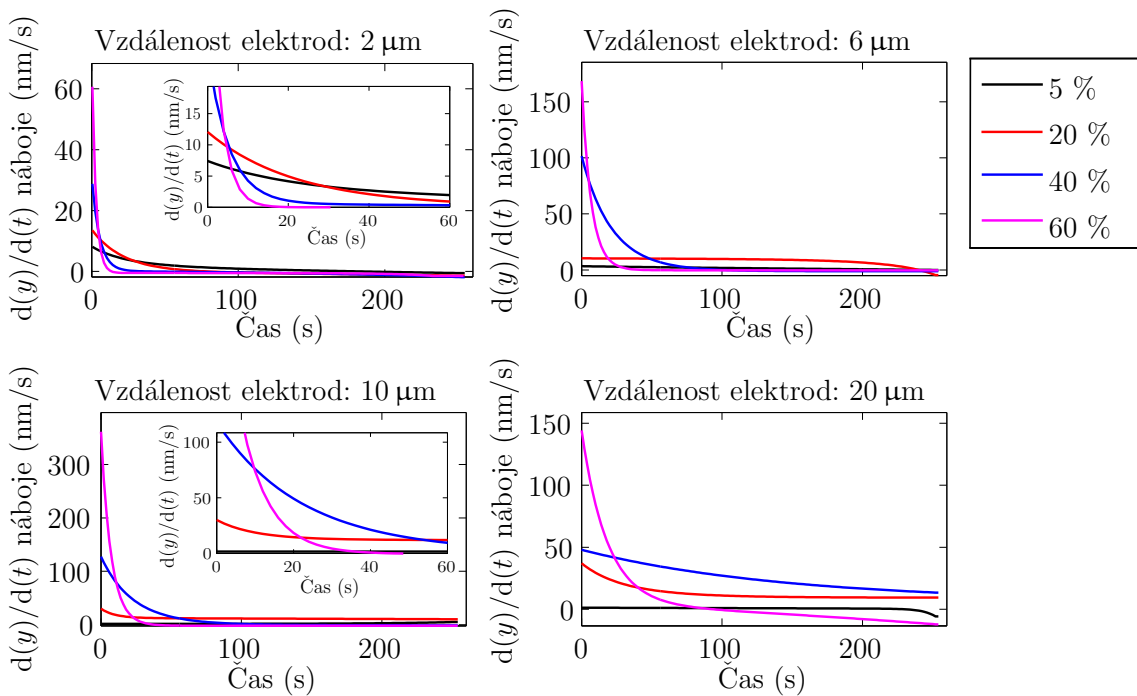 Vzdálenost elektrod: 2 µm
d(y)/d(t) náboje (nm/s)
60
40
20
0
0
100
200
Čas (s)
d(y)/d(t) (nm/s)
15
10
5
0
0
20
40
60
Čas (s)
Vzdálenost elektrod: 6 µm
d(y)/d(t) náboje (nm/s)
150
100
50
0
0
100
200
Čas (s)
5 %
20 %
40 %
60 %
Vzdálenost elektrod: 10 µm
d(y)/d(t) náboje (nm/s)
300
200
100
0
0
100
200
Čas (s)
d(y)/d(t) (nm/s)
100
50
0
0
20
40
60
Čas (s)
Vzdálenost elektrod: 20 µm
d(y)/d(t) náboje (nm/s)
150
100
50
0
0
100
200
Čas (s)